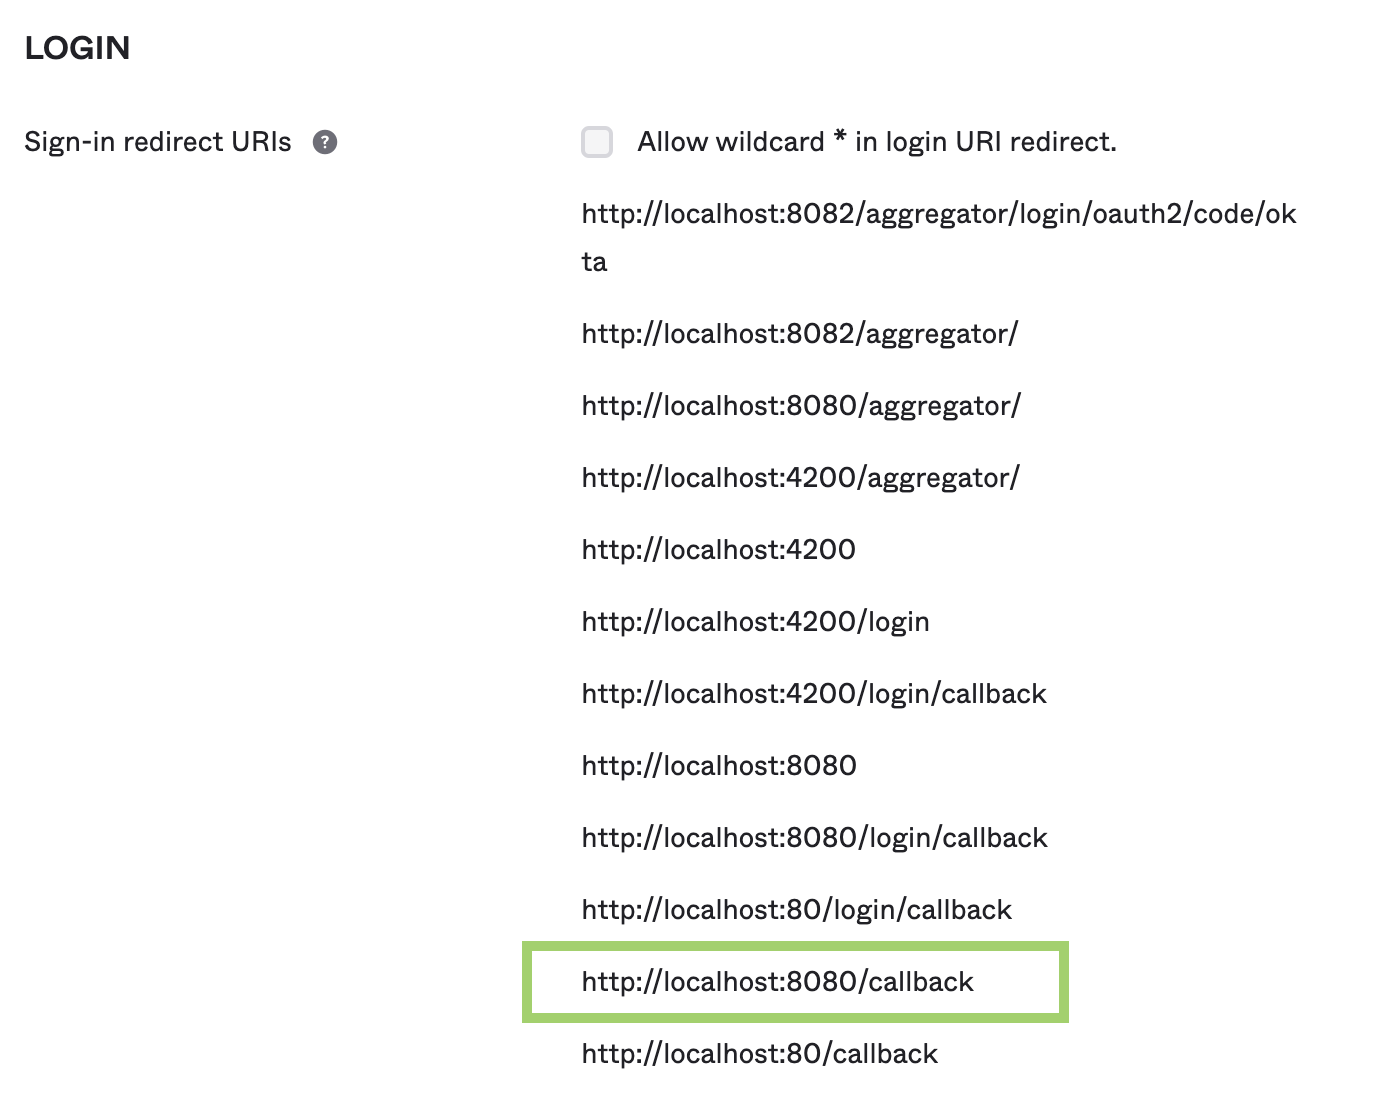 LOGIN
Sign-in redirect URIs ?
Allow wildcard * in login URI redirect.
http://localhost:8082/aggregator/login/oauth2/code/ok
ta
http://localhost:8082/aggregator/
http://localhost:8080/aggregator/
http://localhost:4200/aggregator/
http://localhost:4200
http://localhost:4200/login
http://localhost:4200/login/callback
http://localhost:8080
http://localhost:8080/login/callback
http://localhost:80/login/callback
http://localhost:8080/callback
http://localhost:80/callback